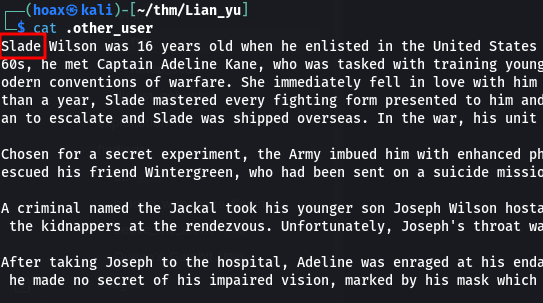 (hoax㉿kali)-[~/thm/Lian_yu]
$ cat .other_user
Slade Wilson was 16 years old when he enlisted in the United States
60s, he met Captain Adeline Kane, who was tasked with training young
odern conventions of warfare. She immediately fell in love with him
than a year, Slade mastered every fighting form presented to him and
an to escalate and Slade was shipped overseas. In the war, his unit
Chosen for a secret experiment, the Army imbued him with enhanced ph
escued his friend Wintergreen, who had been sent on a suicide missio
A criminal named the Jackal took his younger son Joseph Wilson hosta
the kidnappers at the rendezvous. Unfortunately, Joseph's throat wa
After taking Joseph to the hospital, Adeline was enraged at his enda
he made no secret of his impaired vision, marked by his mask which